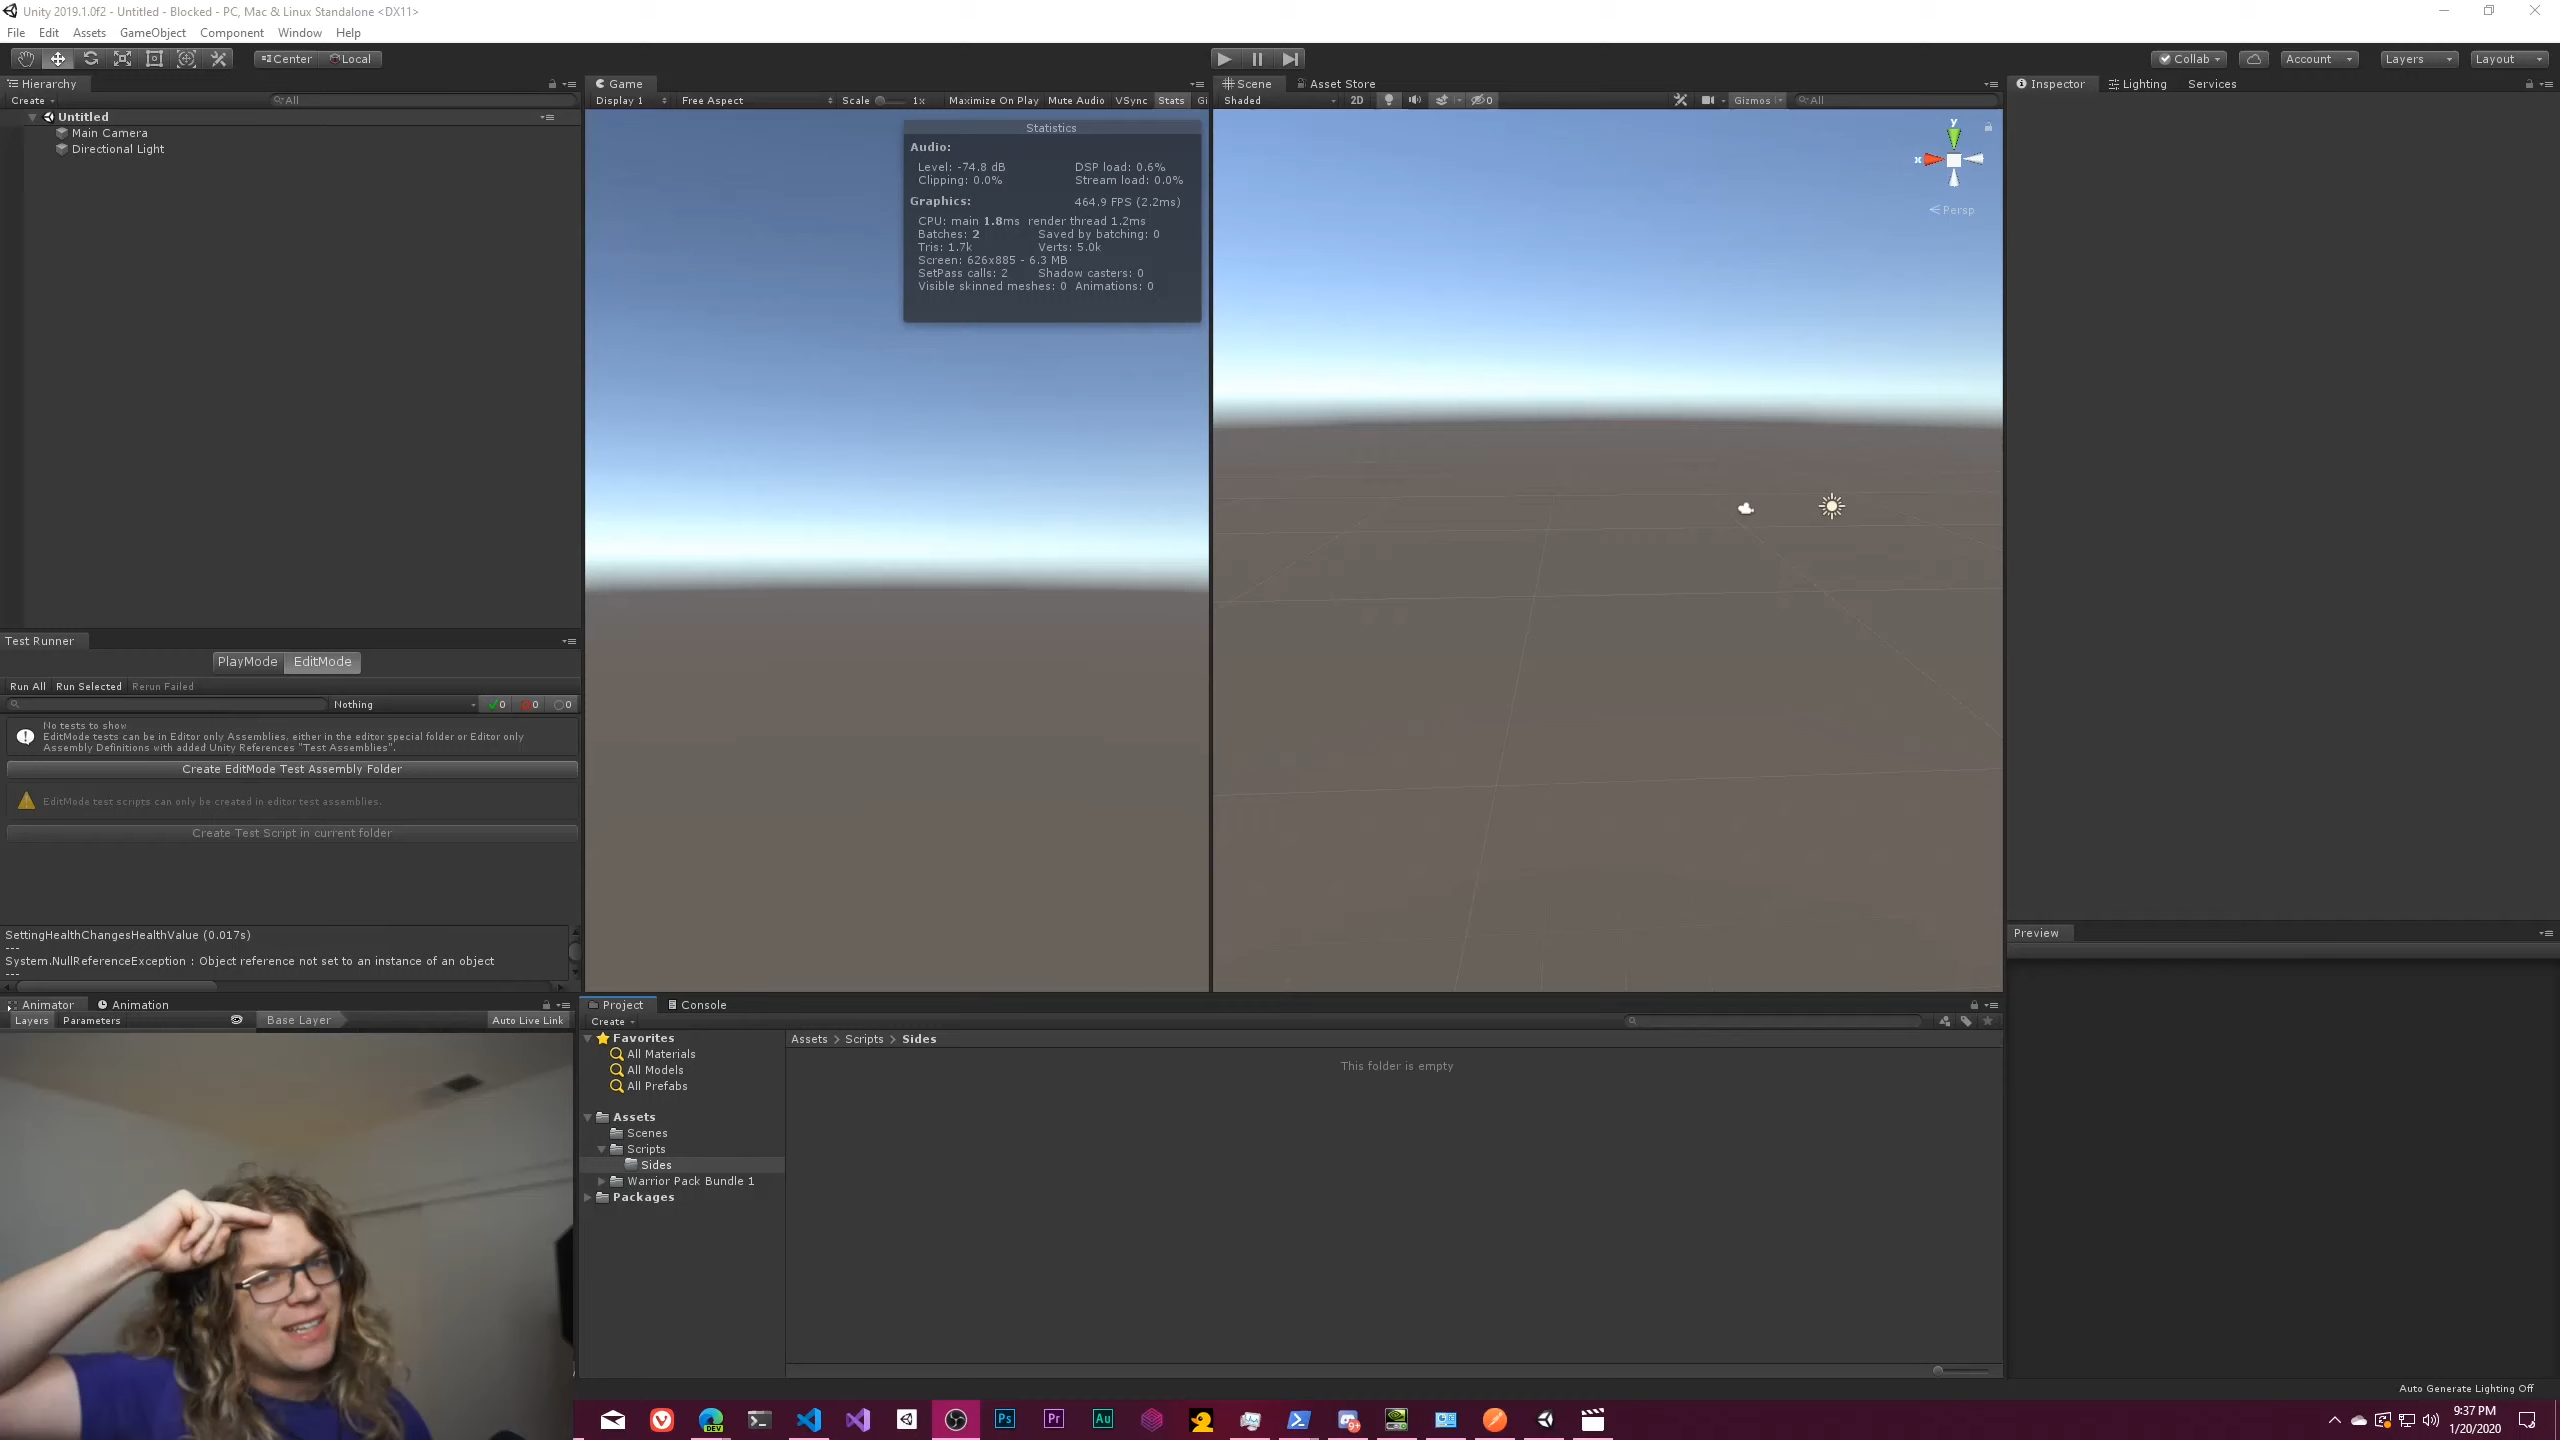 Unity 2019.1.0f2 - Untitled - Blocked - PC, Mac & Linux Standalone <DX11>
File Edit Assets GameObject Component Window Help
Center Local
Collab Account Layers Layout
Hierarchy
Create All
Untitled
Main Camera
Directional Light
Game
Display 1 Free Aspect Scale 1x Maximize On Play Mute Audio VSync Stats Gi
Statistics
Audio:
Level: -74.8 dB DSP load: 0.6%
Clipping: 0.0% Stream load: 0.0%
Graphics: 464.9 FPS (2.2ms)
CPU: main 1.8ms render thread 1.2ms
Batches: 2 Saved by batching: 0
Tris: 1.7k Verts: 5.0k
Screen: 626x885 - 6.3 MB
SetPass calls: 2 Shadow casters: 0
Visible skinned meshes: 0 Animations: 0
Scene Asset Store
Shaded 2D 0 Gizmos All
y
x
Persp
Inspector Lighting Services
Test Runner
PlayMode EditMode
Run All Run Selected Rerun Failed
Nothing 0 0 0
No tests to show
EditMode tests can be in Editor only Assemblies, either in the editor special folder or Editor only
Assembly Definitions with added Unity References "Test Assemblies".
Create EditMode Test Assembly Folder
EditMode test scripts can only be created in editor test assemblies.
Create Test Script in current folder
SettingHealthChangesHealthValue (0.017s)
---
System.NullReferenceException : Object reference not set to an instance of an object
---
Animator Animation
Layers Parameters Base Layer Auto Live Link
Project Console
Create
Favorites
All Materials
All Models
All Prefabs
Assets
Scenes
Scripts
Sides
Warrior Pack Bundle 1
Packages
Assets > Scripts > Sides
This folder is empty
Preview
Auto Generate Lighting Off
DEV
Ps Pr Au
9+
9:37 PM
1/20/2020